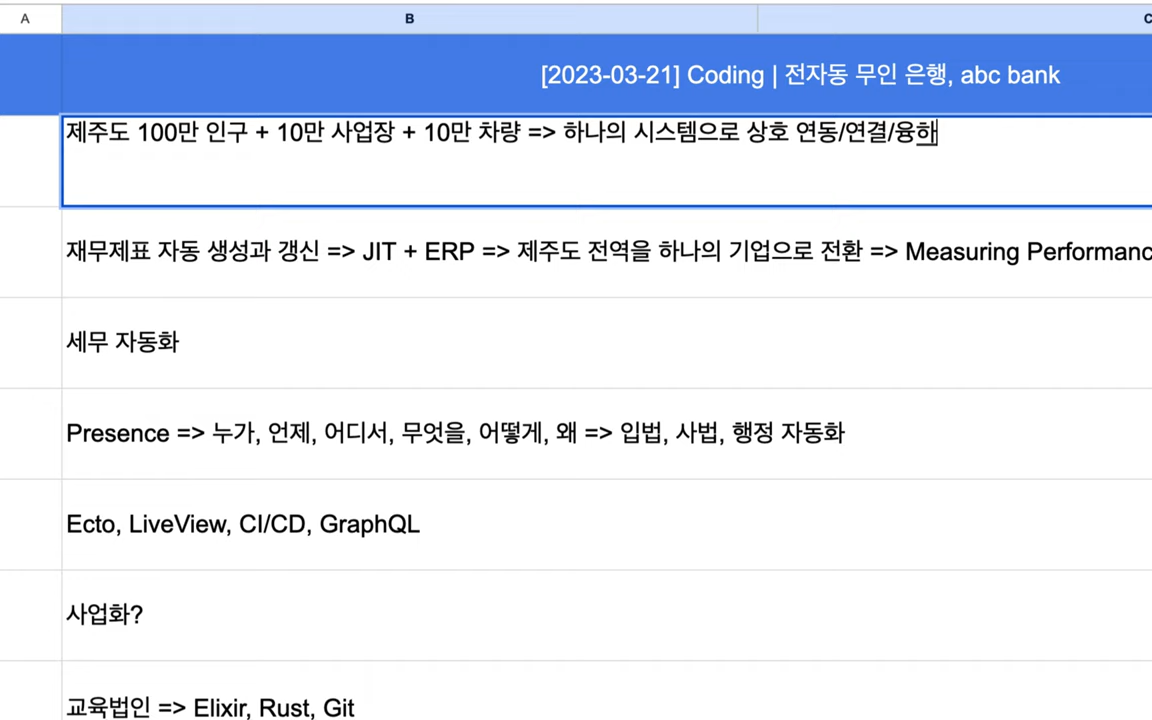 A B C
[2023-03-21] Coding | 전자동 무인 은행, abc bank
제주도 100만 인구 + 10만 사업장 + 10만 차량 => 하나의 시스템으로 상호 연동/연결/융하
재무제표 자동 생성과 갱신 => JIT + ERP => 제주도 전역을 하나의 기업으로 전환 => Measuring Performanc
세무 자동화
Presence => 누가, 언제, 어디서, 무엇을, 어떻게, 왜 => 입법, 사법, 행정 자동화
Ecto, LiveView, CI/CD, GraphQL
사업화?
교육법인 => Elixir, Rust, Git